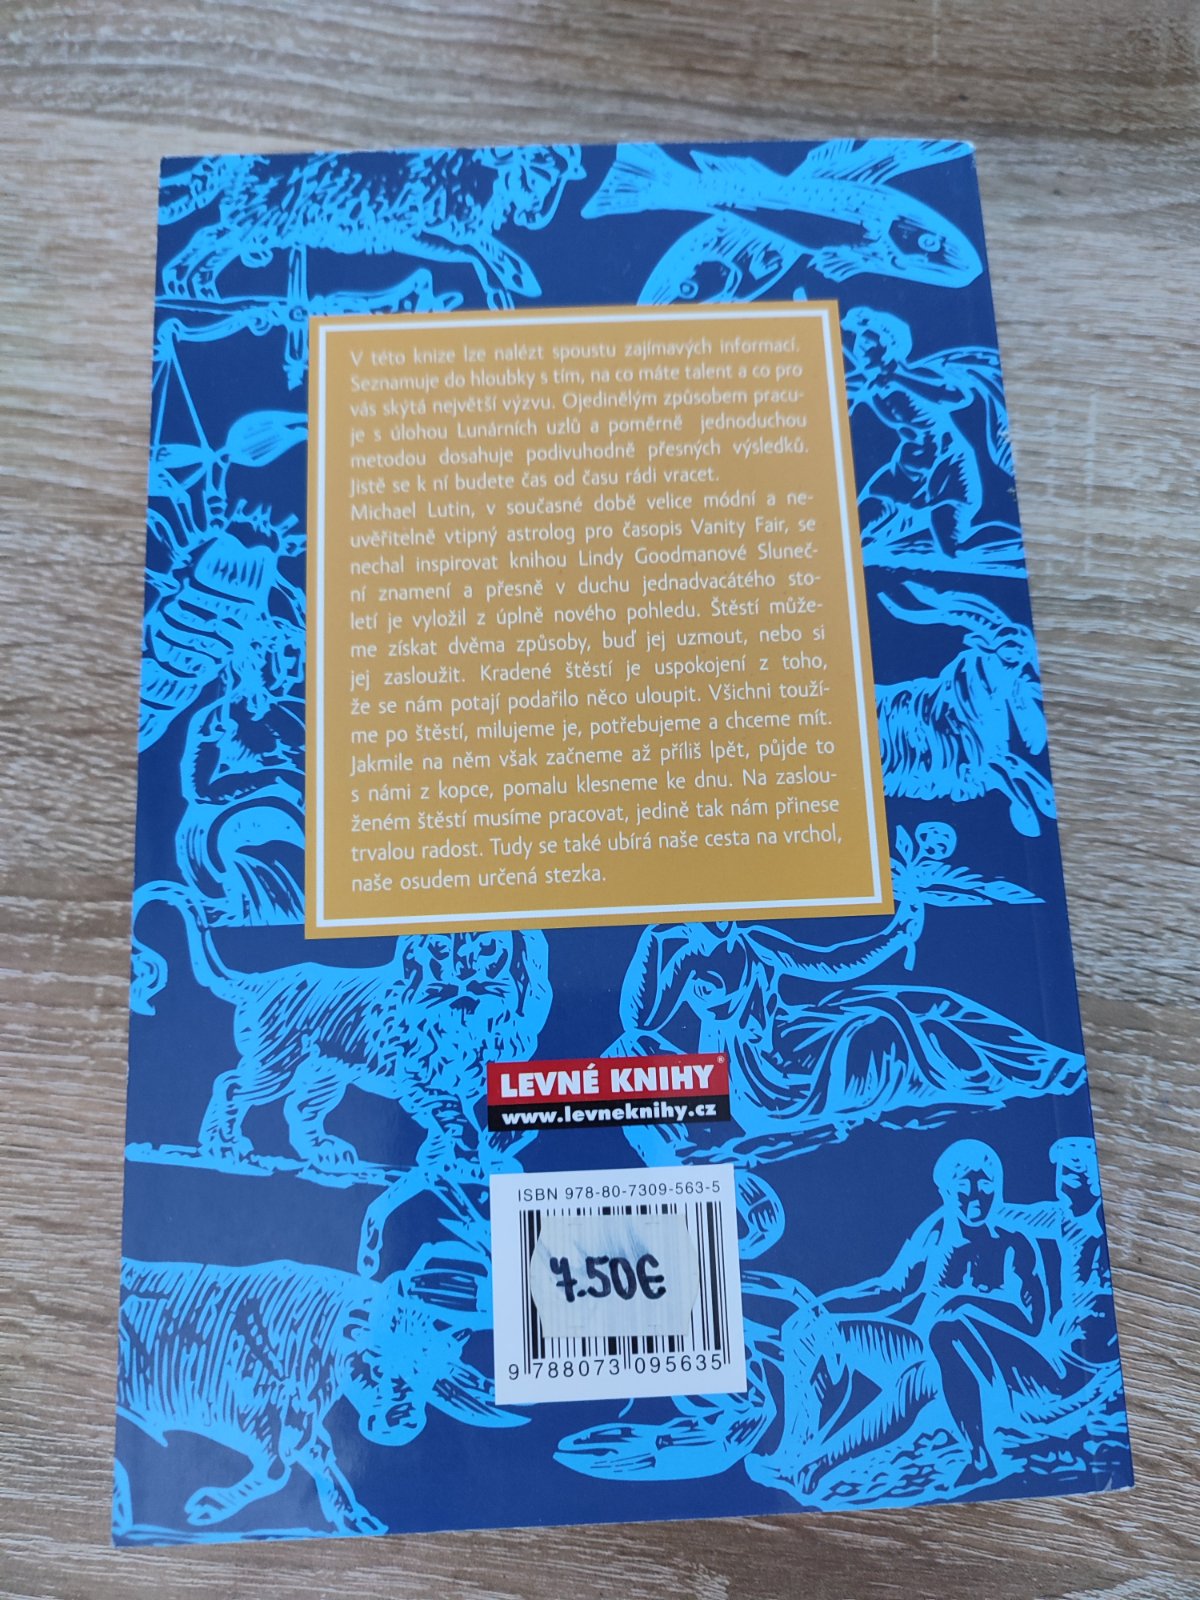 V této knize lze nalézt spoustu zajímavých informací.
Seznamuje do hloubky s tím, na co máte talent a co pro
vás skýtá největší výzvu. Ojedinělým způsobem pracu-
je s úlohou Lunárních uzlů a poměrně jednoduchou
metodou dosahuje podivuhodně přesných výsledků.
Jistě se k ní budete čas od času rádi vracet.
Michael Lutin, v současné době velice módní a ne-
uvěřitelně vtipný astrolog pro časopis Vanity Fair, se
nechal inspirovat knihou Lindy Goodmanové Sluneč-
ní znamení a přesně v duchu jednadvacátého sto-
letí je vyložil z úplně nového pohledu. Štěstí může-
me získat dvěma způsoby, buď jej uzmout, nebo si
jej zasloužit. Kradené štěstí je uspokojení z toho,
že se nám potají podařilo něco uloupit. Všichni touží-
me po štěstí, milujeme je, potřebujeme a chceme mít.
Jakmile na něm však začneme až příliš lpět, půjde to
s námi z kopce, pomalu klesneme ke dnu. Na zaslou-
ženém štěstí musíme pracovat, jedině tak nám přinese
trvalou radost. Tudy se také ubírá naše cesta na vrchol,
naše osudem určená stezka.
LEVNÉ KNIHY®
www.levneknihy.cz
ISBN 978-80-7309-563-5
7.50€
9 788073 095635